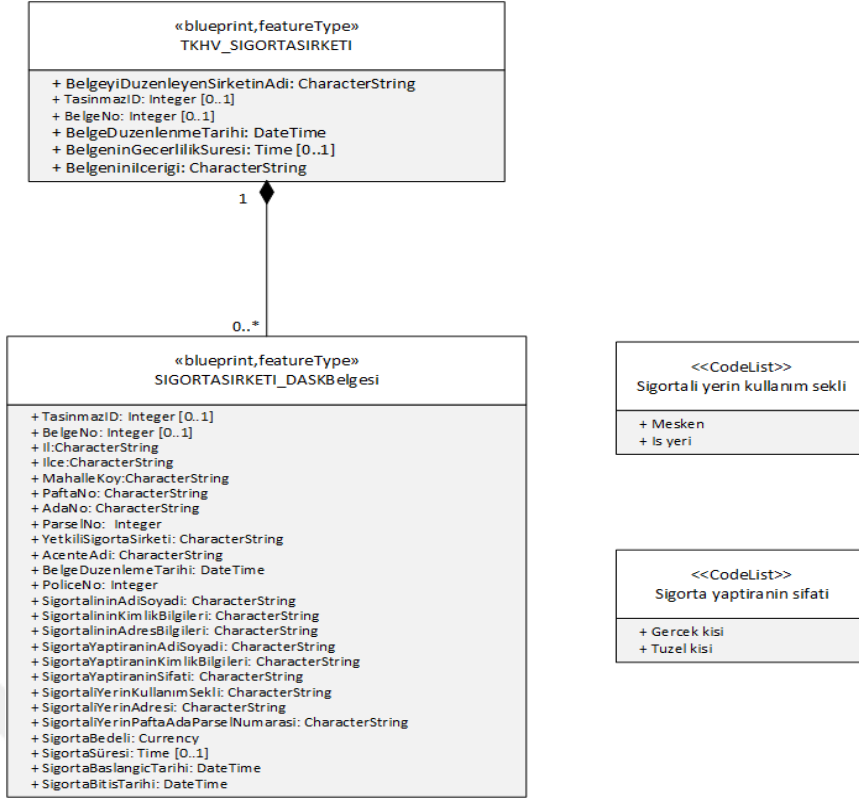 «blueprint,featureType»
TKHV_SIGORTASIRKETI
+ BelgeyiDuzenleyenSirketinAdi: CharacterString
+ TasinmazID: Integer [0..1]
+ BelgeNo: Integer [0..1]
+ BelgeDuzenlenmeTarihi: DateTime
+ BelgeninGecerlilikSuresi: Time [0..1]
+ BelgeninIcerigi: CharacterString
1
0..*
«blueprint,featureType»
SIGORTASIRKETI_DASKBelgesi
+ TasinmazID: Integer [0..1]
+ BelgeNo: Integer [0..1]
+ Il:CharacterString
+ Ilce:CharacterString
+ MahalleKoy:CharacterString
+ PaftaNo: CharacterString
+ AdaNo: CharacterString
+ ParselNo: Integer
+ YetkiliSigortaSirketi: CharacterString
+ AcenteAdi: CharacterString
+ BelgeDuzenlemeTarihi: DateTime
+ PoliceNo: Integer
+ SigortalininAdiSoyadi: CharacterString
+ SigortalininKimlikBilgileri: CharacterString
+ SigortalininAdresBilgileri: CharacterString
+ SigortaYaptiraninAdiSoyadi: CharacterString
+ SigortaYaptiraninKimlikBilgileri: CharacterString
+ SigortaYaptiraninSifati: CharacterString
+ SigortaliYerinKullanımSekli: CharacterString
+ SigortaliYerinAdresi: CharacterString
+ SigortaliYerinPaftaAdaParselNumarasi: CharacterString
+ SigortaBedeli: Currency
+ SigortaSüresi: Time [0..1]
+ SigortaBaslangicTarihi: DateTime
+ SigortaBitisTarihi: DateTime
<<CodeList>>
Sigortali yerin kullanım sekli
+ Mesken
+ Is yeri
<<CodeList>>
Sigorta yaptiranin sifati
+ Gercek kisi
+ Tuzel kisi